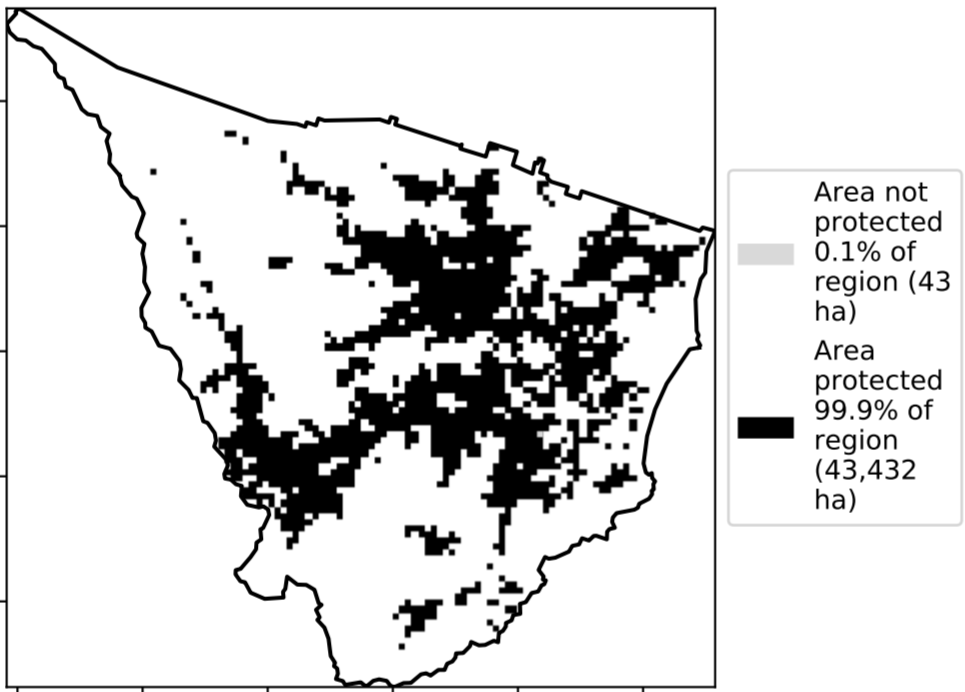 Area not
protected
0.1% of
region (43
ha)
Area
protected
99.9% of
region
(43,432
ha)